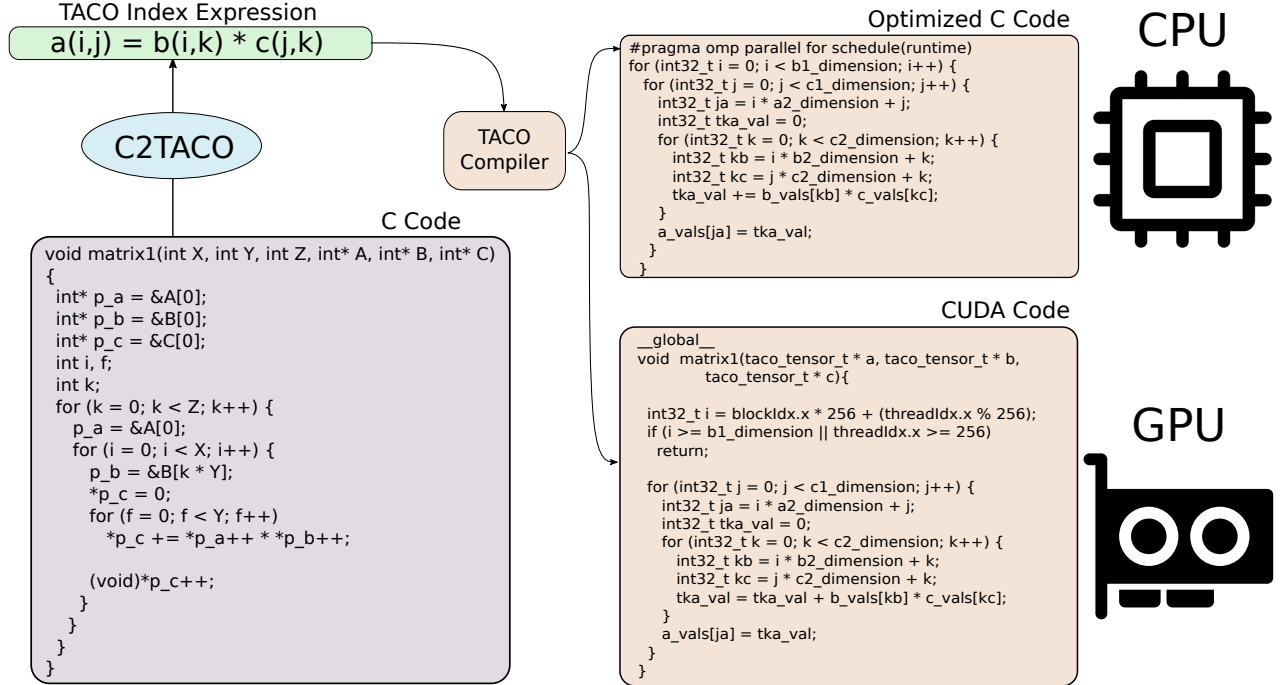 TACO Index Expression
a(i,j) = b(i,k) * c(j,k)
C2TACO
TACO
Compiler
C Code
void matrix1(int X, int Y, int Z, int* A, int* B, int* C)
{
int* p_a = &A[0];
int* p_b = &B[0];
int* p_c = &C[0];
int i, f;
int k;
for (k = 0; k < Z; k++) {
p_a = &A[0];
for (i = 0; i < X; i++) {
p_b = &B[k * Y];
*p_c = 0;
for (f = 0; f < Y; f++)
*p_c += *p_a++ * *p_b++;
(void)*p_c++;
}
}
}
}
Optimized C Code
#pragma omp parallel for schedule(runtime)
for (int32_t i = 0; i < b1_dimension; i++) {
for (int32_t j = 0; j < c1_dimension; j++) {
int32_t ja = i * a2_dimension + j;
int32_t tka_val = 0;
for (int32_t k = 0; k < c2_dimension; k++) {
int32_t kb = i * b2_dimension + k;
int32_t kc = j * c2_dimension + k;
tka_val += b_vals[kb] * c_vals[kc];
}
a_vals[ja] = tka_val;
}
}
CPU
CUDA Code
__global__
void matrix1(taco_tensor_t * a, taco_tensor_t * b,
taco_tensor_t * c){
int32_t i = blockIdx.x * 256 + (threadIdx.x % 256);
if (i >= b1_dimension || threadIdx.x >= 256)
return;
for (int32_t j = 0; j < c1_dimension; j++) {
int32_t ja = i * a2_dimension + j;
int32_t tka_val = 0;
for (int32_t k = 0; k < c2_dimension; k++) {
int32_t kb = i * b2_dimension + k;
int32_t kc = j * c2_dimension + k;
tka_val = tka_val + b_vals[kb] * c_vals[kc];
}
a_vals[ja] = tka_val;
}
}
GPU